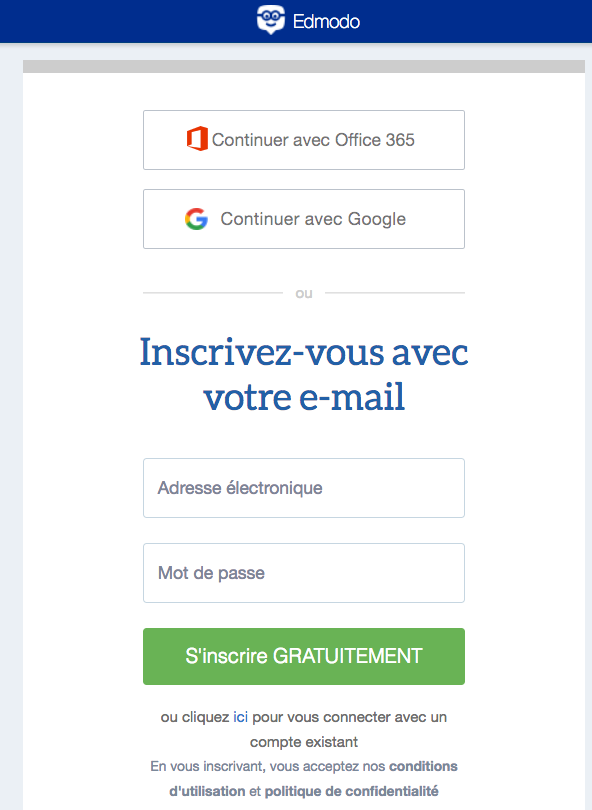 Edmodo
Continuer avec Office 365
Continuer avec Google
ou
Inscrivez-vous avec
votre e-mail
Adresse électronique
Mot de passe
S'inscrire GRATUITEMENT
ou cliquez ici pour vous connecter avec un
compte existant
En vous inscrivant, vous acceptez nos conditions
d'utilisation et politique de confidentialité